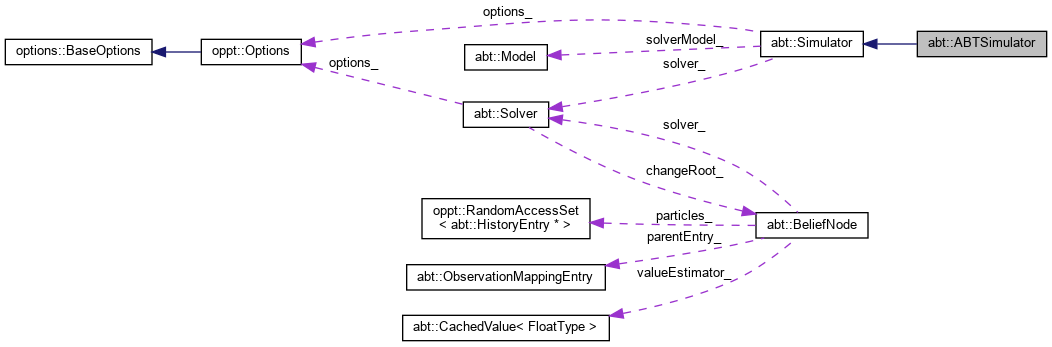 options_
options::BaseOptions
oppt::Options
solverModel_
abt::Simulator
abt::ABTSimulator
abt::Model
options_
solver_
abt::Solver
solver_
changeRoot_
oppt::RandomAccessSet
< abt::HistoryEntry * >
particles_
abt::BeliefNode
parentEntry_
abt::ObservationMappingEntry
valueEstimator_
abt::CachedValue< FloatType >